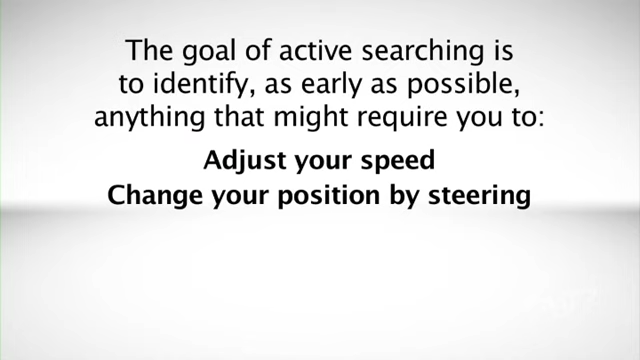 The goal of active searching is
to identify, as early as possible,
anything that might require you to:
Adjust your speed
Change your position by steering